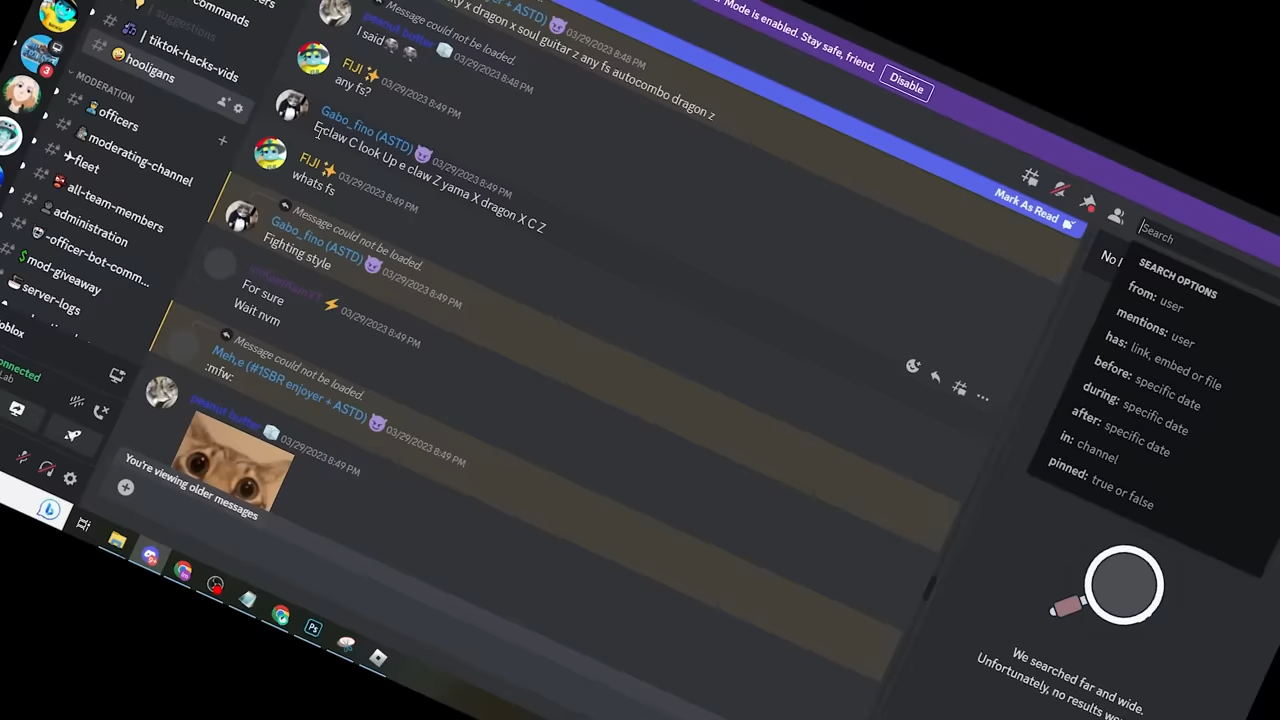 Mode is enabled. Stay safe, friend.
Disable
commands
suggestions
tiktok-hacks-vids
hooligans
MODERATION
officers
moderating-channel
fleet
all-team-members
administration
-officer-bot-comm...
mod-giveaway
server-logs
3
+ ASTD) 03/29/2023 8:48 PM
x dragon x soul guitar z any fs autocombo dragon z
Message could not be loaded.
peanut butter 03/29/2023 8:48 PM
I said
FIJI 03/29/2023 8:49 PM
any fs?
Gabo_fino (ASTD) 03/29/2023 8:49 PM
E claw C look Up e claw Z yama X dragon X C Z
FIJI 03/29/2023 8:49 PM
whats fs
Message could not be loaded.
Gabo_fino (ASTD) 03/29/2023 8:49 PM
Fighting style
03/29/2023 8:49 PM
For sure
Wait nvm
Message could not be loaded.
Meh,e (#1SBR enjoyer + ASTD) 03/29/2023 8:49 PM
:mfw:
peanut butter 03/29/2023 8:49 PM
You're viewing older messages
Mark As Read
Search
SEARCH OPTIONS
from: user
mentions: user
has: link, embed or file
before: specific date
during: specific date
after: specific date
in: channel
pinned: true or false
No
We searched far and wide.
Unfortunately, no results
Lab
Ps